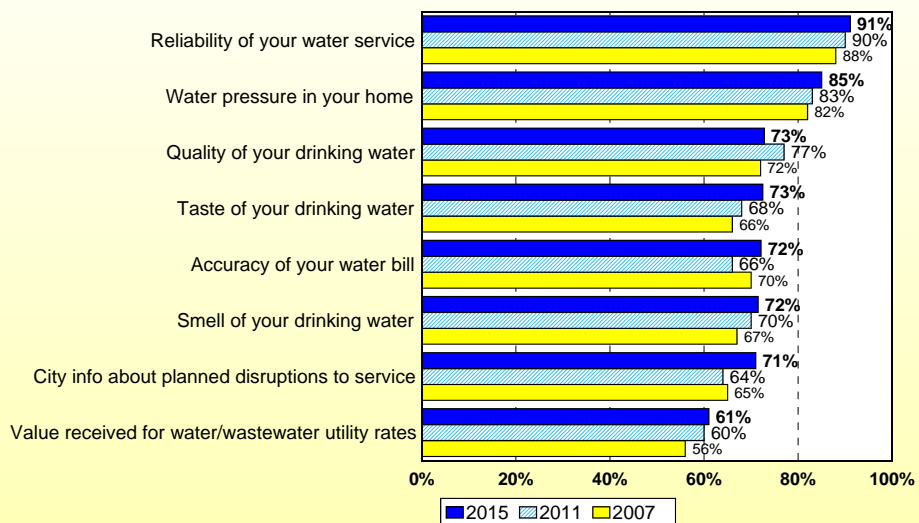 Reliability of your water service
91%
90%
88%
Water pressure in your home
85%
83%
82%
Quality of your drinking water
73%
77%
72%
Taste of your drinking water
73%
68%
66%
Accuracy of your water bill
72%
66%
70%
Smell of your drinking water
72%
70%
67%
City info about planned disruptions to service
71%
64%
65%
Value received for water/wastewater utility rates
61%
60%
56%
0% 20% 40% 60% 80% 100%
2015 2011 2007